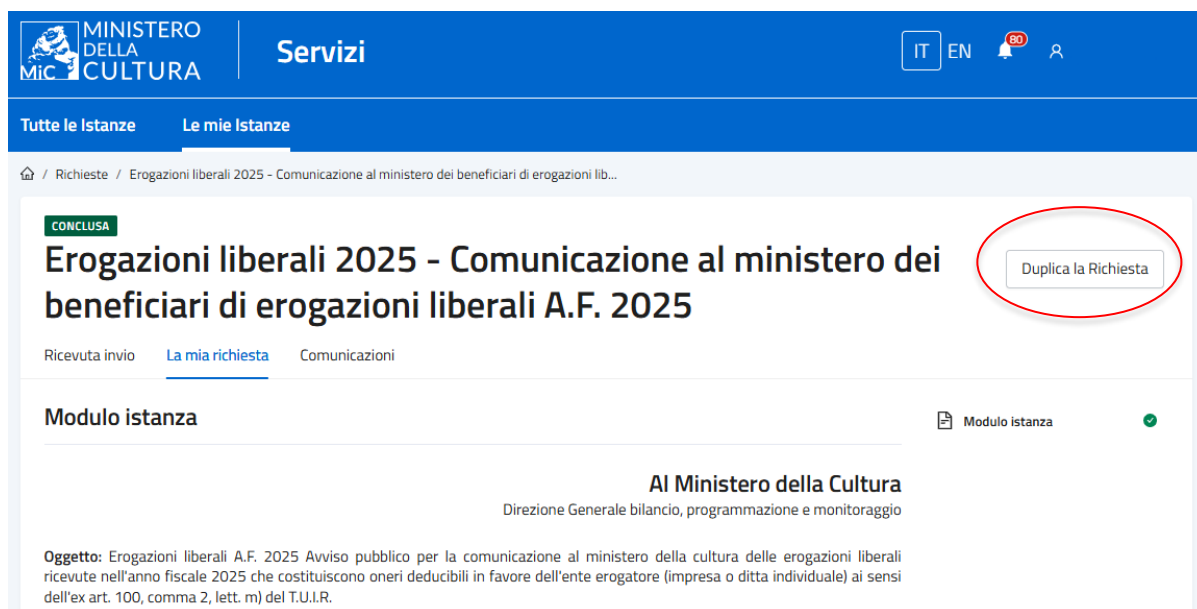 MINISTERO
DELLA
CULTURA
MiC
Servizi
IT EN 80
Tutte le Istanze Le mie Istanze
/ Richieste / Erogazioni liberali 2025 - Comunicazione al ministero dei beneficiari di erogazioni lib...
CONCLUSA
Erogazioni liberali 2025 - Comunicazione al ministero dei
beneficiari di erogazioni liberali A.F. 2025
Duplica la Richiesta
Ricevuta invio La mia richiesta Comunicazioni
Modulo istanza
Modulo istanza
Al Ministero della Cultura
Direzione Generale bilancio, programmazione e monitoraggio
Oggetto: Erogazioni liberali A.F. 2025 Avviso pubblico per la comunicazione al ministero della cultura delle erogazioni liberali
ricevute nell'anno fiscale 2025 che costituiscono oneri deducibili in favore dell'ente erogatore (impresa o ditta individuale) ai sensi
dell'ex art. 100, comma 2, lett. m) del T.U.I.R.